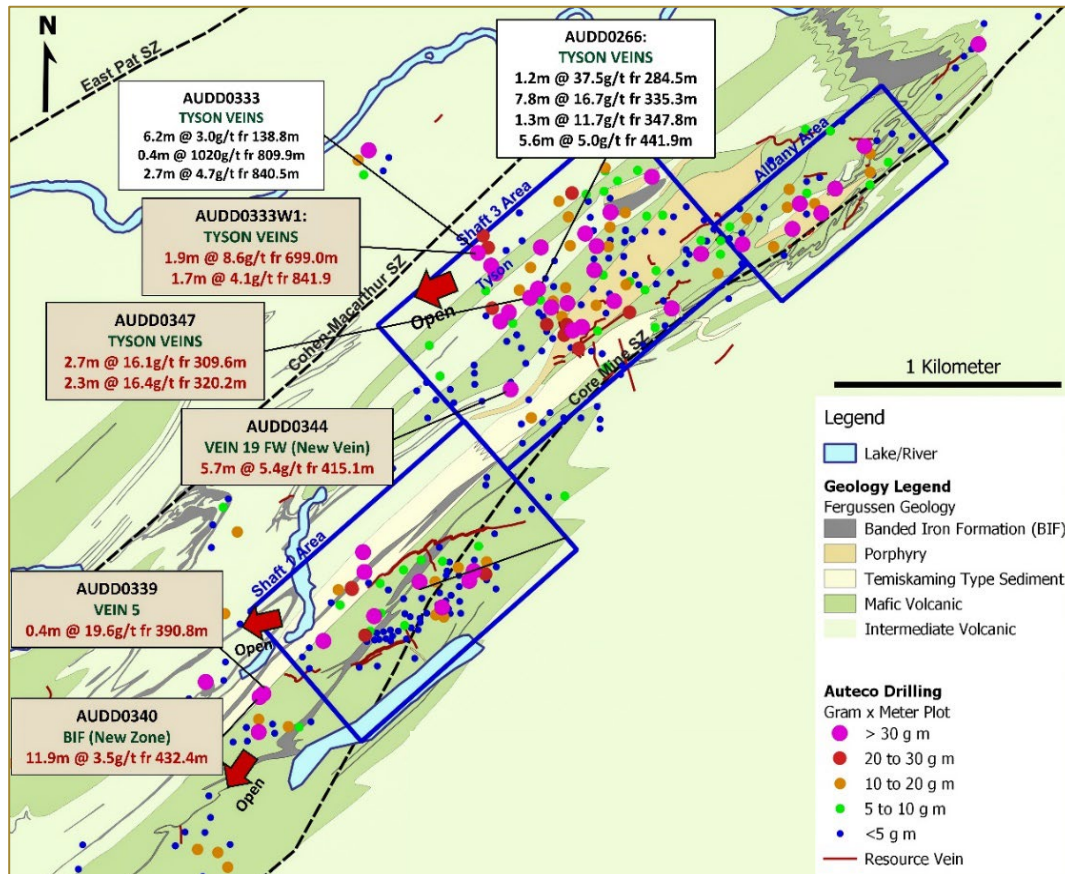 N
East Pat SZ
AUDD0333
TYSON VEINS
6.2m @ 3.0g/t fr 138.8m
0.4m @ 1020g/t fr 809.9m
2.7m @ 4.7g/t fr 840.5m
AUDD0266:
TYSON VEINS
1.2m @ 37.5g/t fr 284.5m
7.8m @ 16.7g/t fr 335.3m
1.3m @ 11.7g/t fr 347.8m
5.6m @ 5.0g/t fr 441.9m
AUDD0333W1:
TYSON VEINS
1.9m @ 8.6g/t fr 699.0m
1.7m @ 4.1g/t fr 841.9
AUDD0347
TYSON VEINS
2.7m @ 16.1g/t fr 309.6m
2.3m @ 16.4g/t fr 320.2m
AUDD0344
VEIN 19 FW (New Vein)
5.7m @ 5.4g/t fr 415.1m
AUDD0339
VEIN 5
0.4m @ 19.6g/t fr 390.8m
AUDD0340
BIF (New Zone)
11.9m @ 3.5g/t fr 432.4m
Shaft 3 Area
Albany Area
Tyson
Open
Cohen-Macarthur SZ
Core Mine SZ
Shaft 1 Area
Open
Open
1 Kilometer
Legend
Lake/River
Geology Legend
Fergussen Geology
Banded Iron Formation (BIF)
Porphyry
Temiskaming Type Sediment
Mafic Volcanic
Intermediate Volcanic
Auteco Drilling
Gram x Meter Plot
> 30 g m
20 to 30 g m
10 to 20 g m
5 to 10 g m
<5 g m
Resource Vein